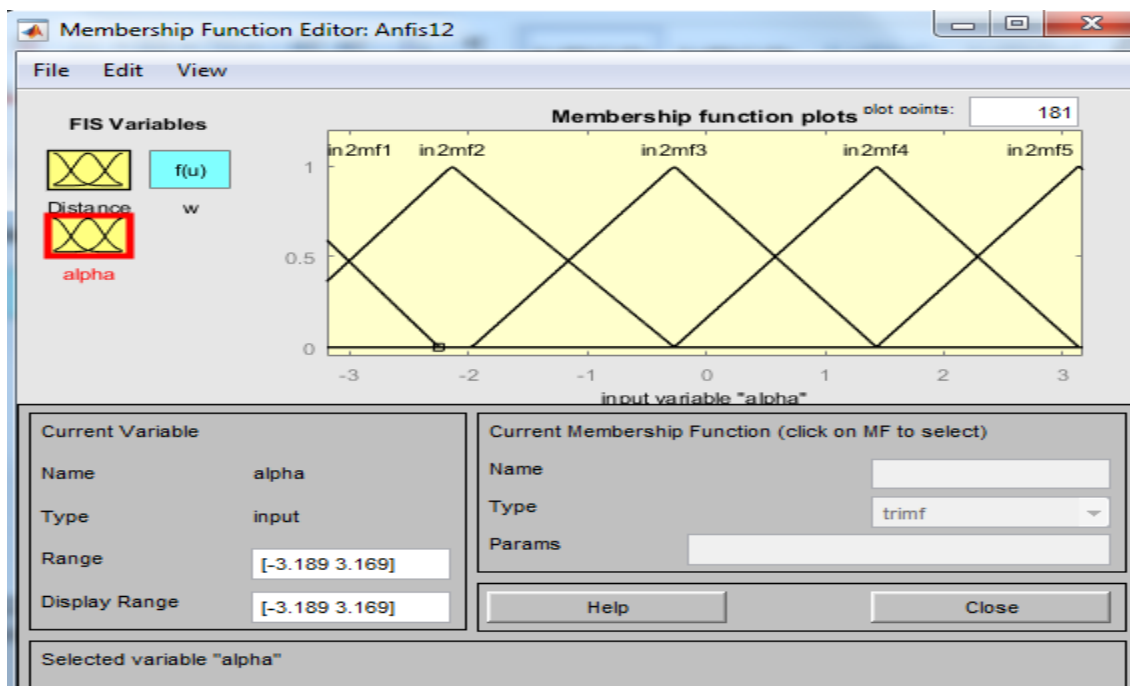 Membership Function Editor: Anfis12
File Edit View
FIS Variables
Distance
f(u)
w
alpha
Membership function plots
plot points:
181
in2mf1 in2mf2 in2mf3 in2mf4 in2mf5
1
0.5
0
-3 -2 -1 0 1 2 3
input variable "alpha"
Current Variable
Name alpha
Type input
Range [-3.189 3.169]
Display Range [-3.189 3.169]
Current Membership Function (click on MF to select)
Name
Type trimf
Params
Help Close
Selected variable "alpha"